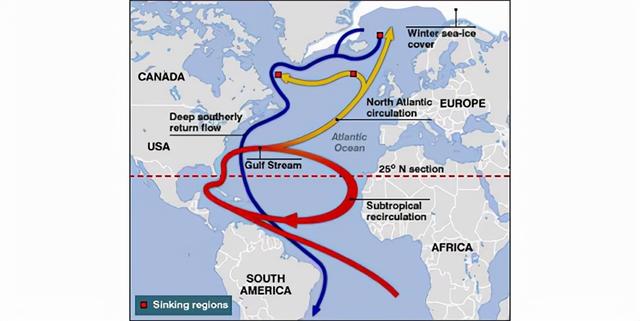 Winter sea-ice
cover
CANADA
North Atlantic
circulation
EUROPE
Deep southerly
return flow
USA
Atlantic
Ocean
Gulf Stream
25° N section
Subtropical
recirculation
AFRICA
SOUTH
AMERICA
Sinking regions